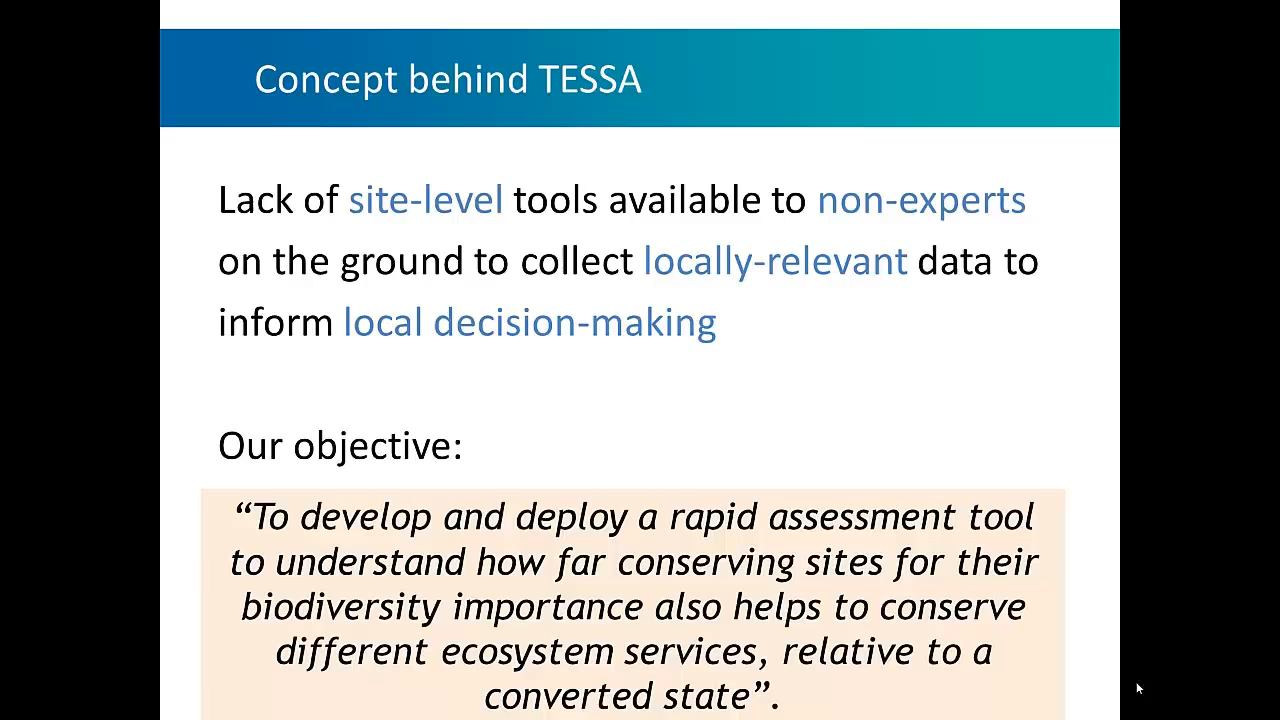 Concept behind TESSA
Lack of site-level tools available to non-experts
on the ground to collect locally-relevant data to
inform local decision-making
Our objective:
“To develop and deploy a rapid assessment tool
to understand how far conserving sites for their
biodiversity importance also helps to conserve
different ecosystem services, relative to a
converted state”.